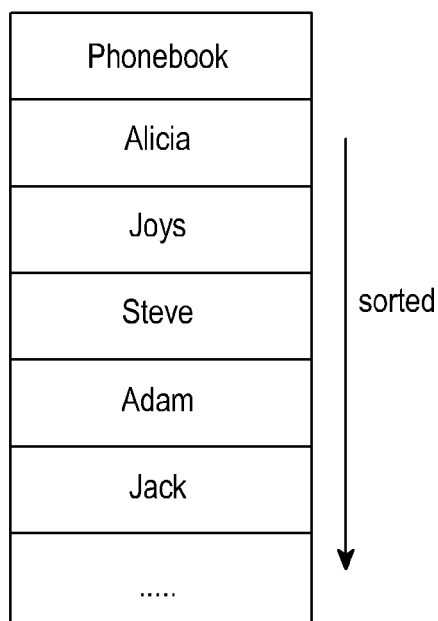 Phonebook
Alicia
Joys
Steve
sorted
Adam
Jack
.....